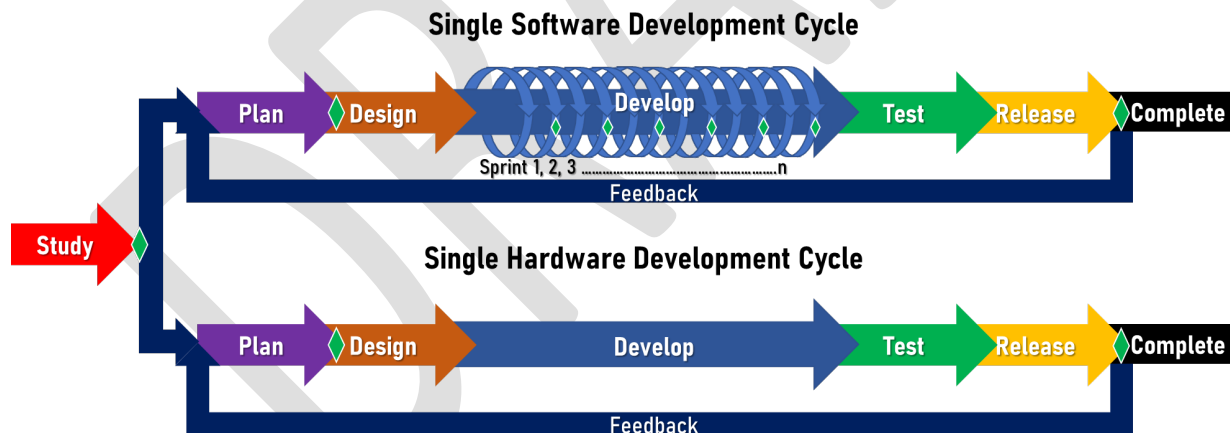 Single Software Development Cycle
Plan Design Develop Test Release Complete
Sprint 1, 2, 3 ................................................n
Feedback
Study
Single Hardware Development Cycle
Plan Design Develop Test Release Complete
Feedback